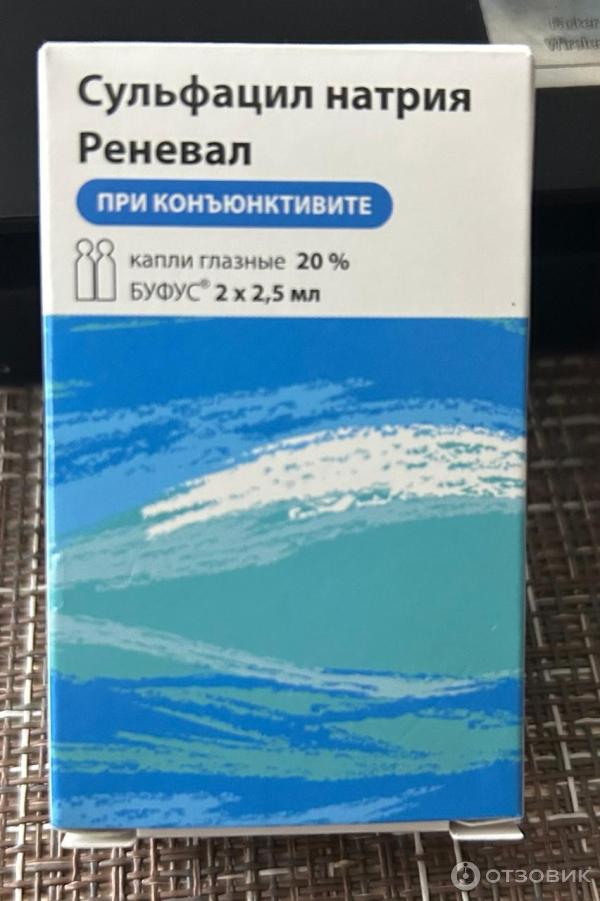 Сульфацил натрия
Реневал
ПРИ КОНЪЮНКТИВИТЕ
капли глазные 20 %
БУФУС® 2 х 2,5 мл
ОТЗОВИК